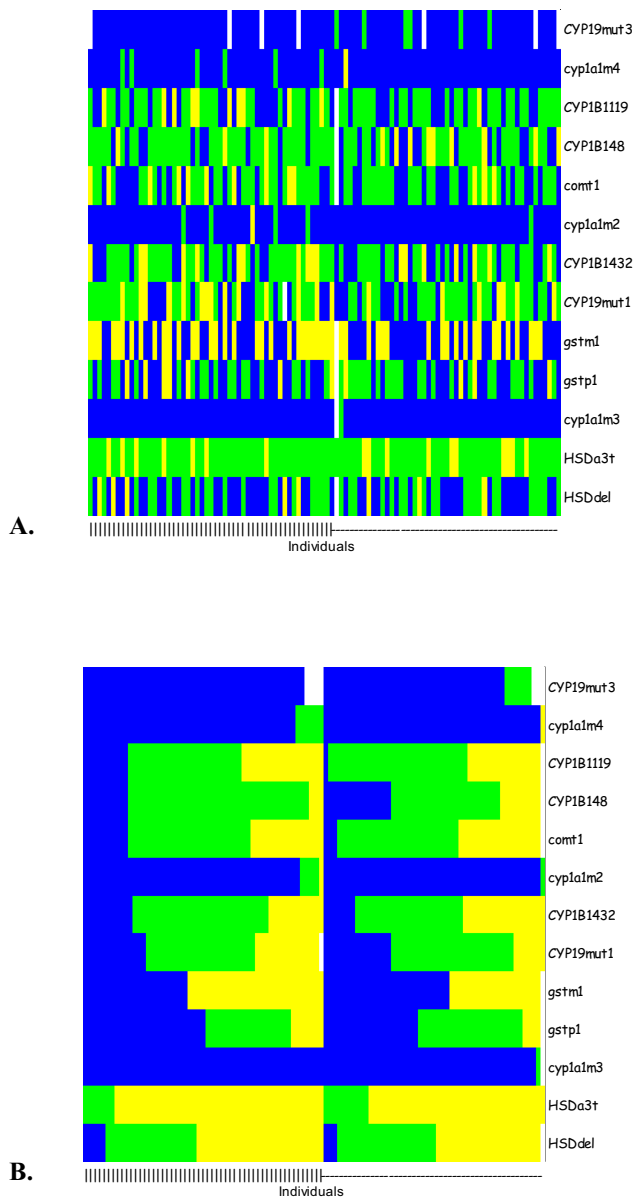 CYP19mut3
cyp1a1m4
CYP1B1119
CYP1B148
comt1
cyp1a1m2
CYP1B1432
CYP19mut1
gstm1
gstp1
cyp1a1m3
HSDa3t
HSDdel
A.
Individuals
CYP19mut3
cyp1a1m4
CYP1B1119
CYP1B148
comt1
cyp1a1m2
CYP1B1432
CYP19mut1
gstm1
gstp1
cyp1a1m3
HSDa3t
HSDdel
B.
Individuals